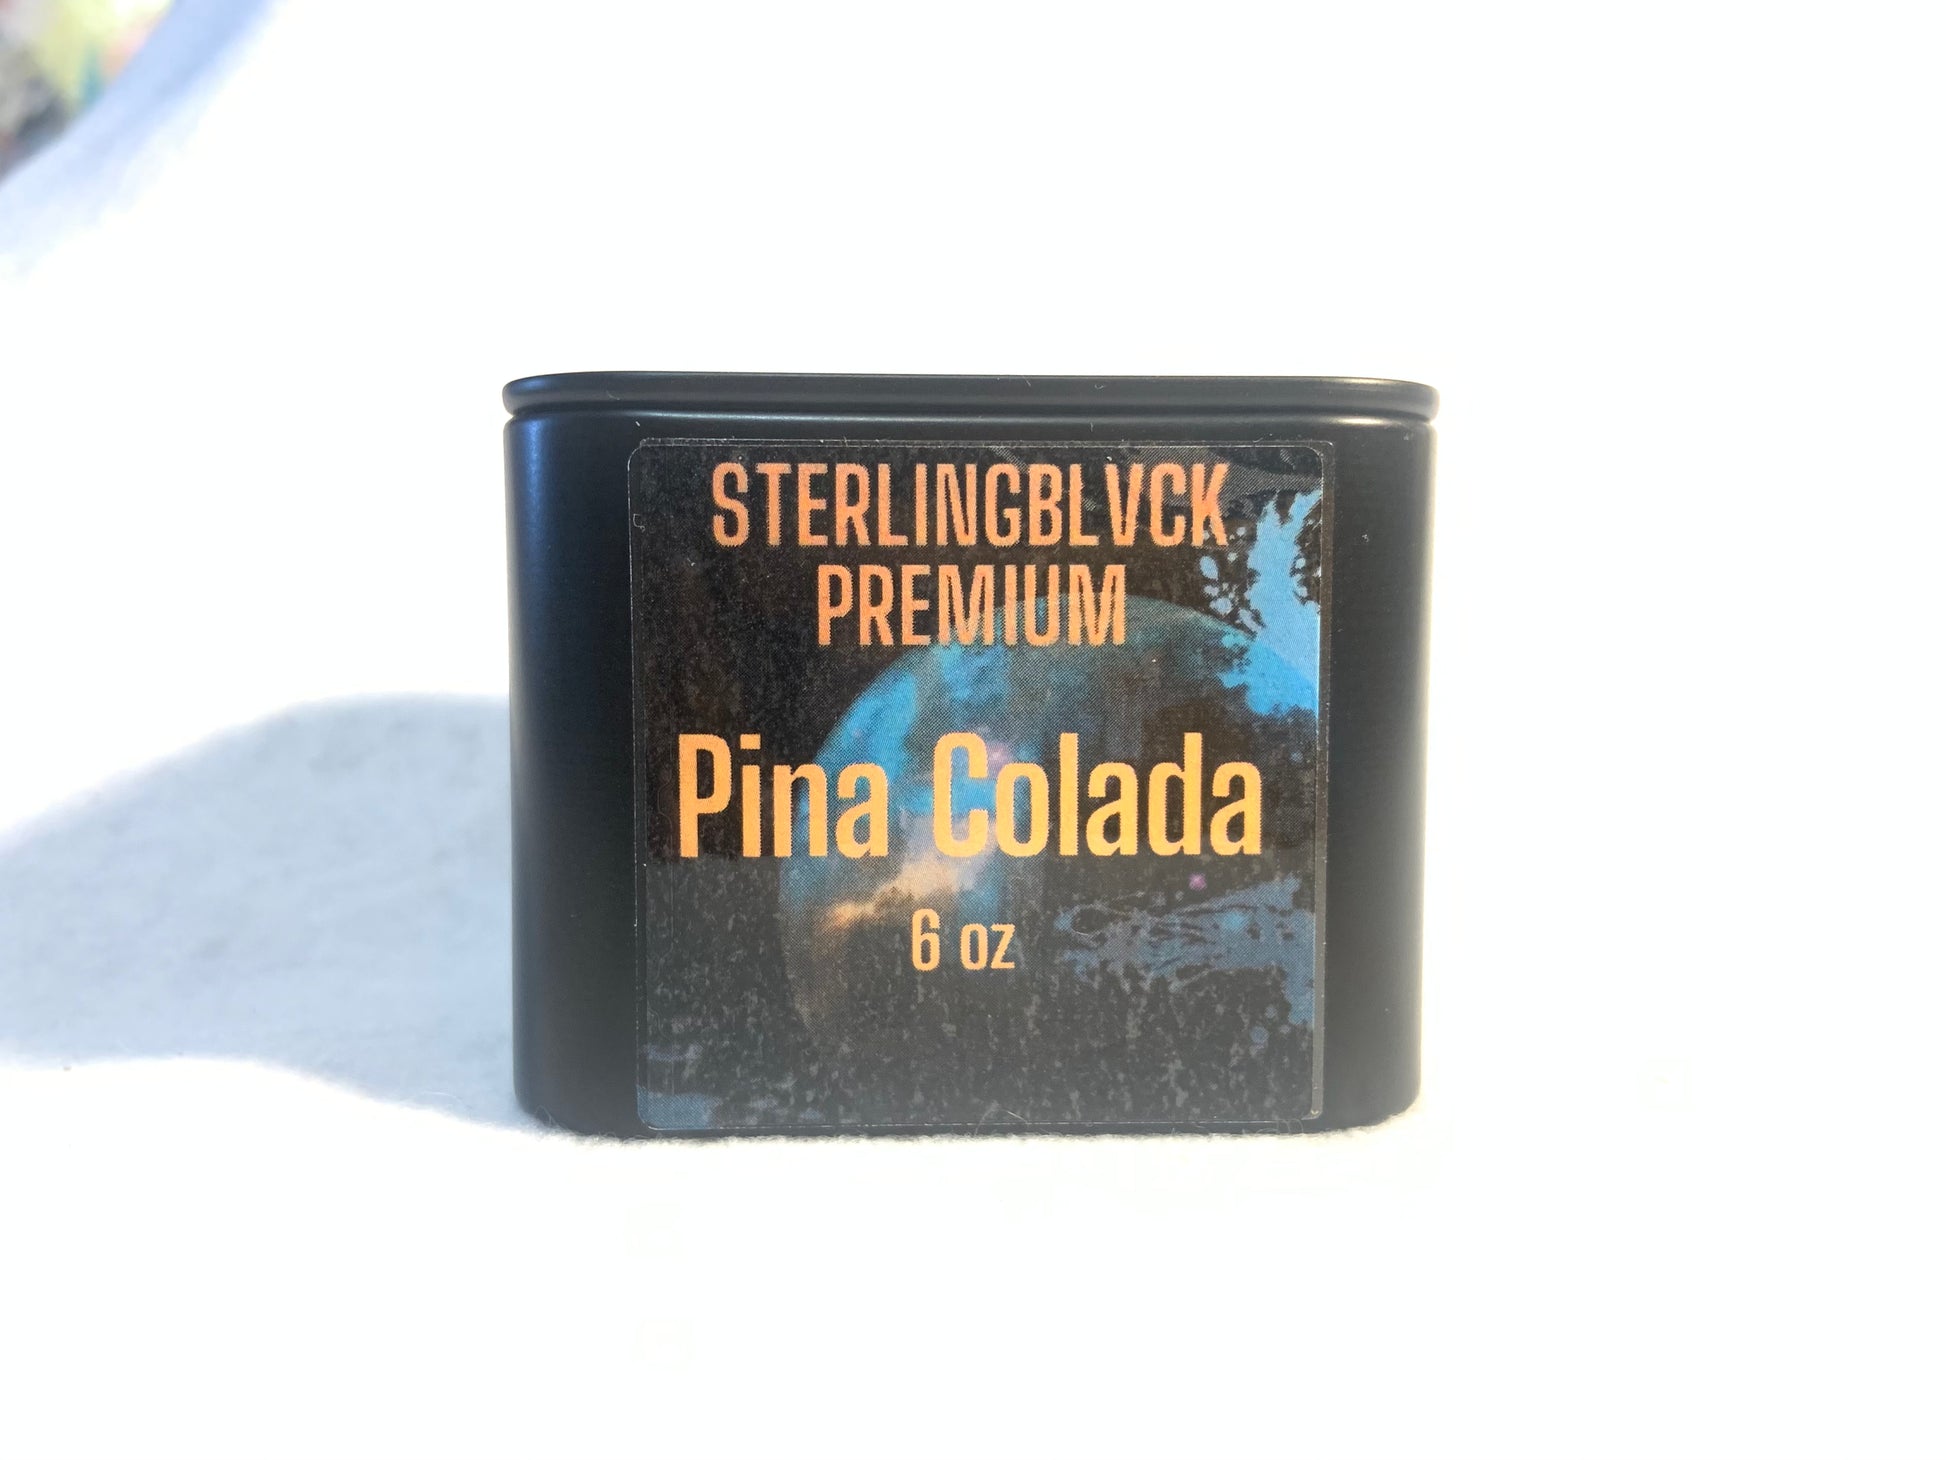 STERLINGBLVCK
PREMIUM
Pina Colada
6 oz